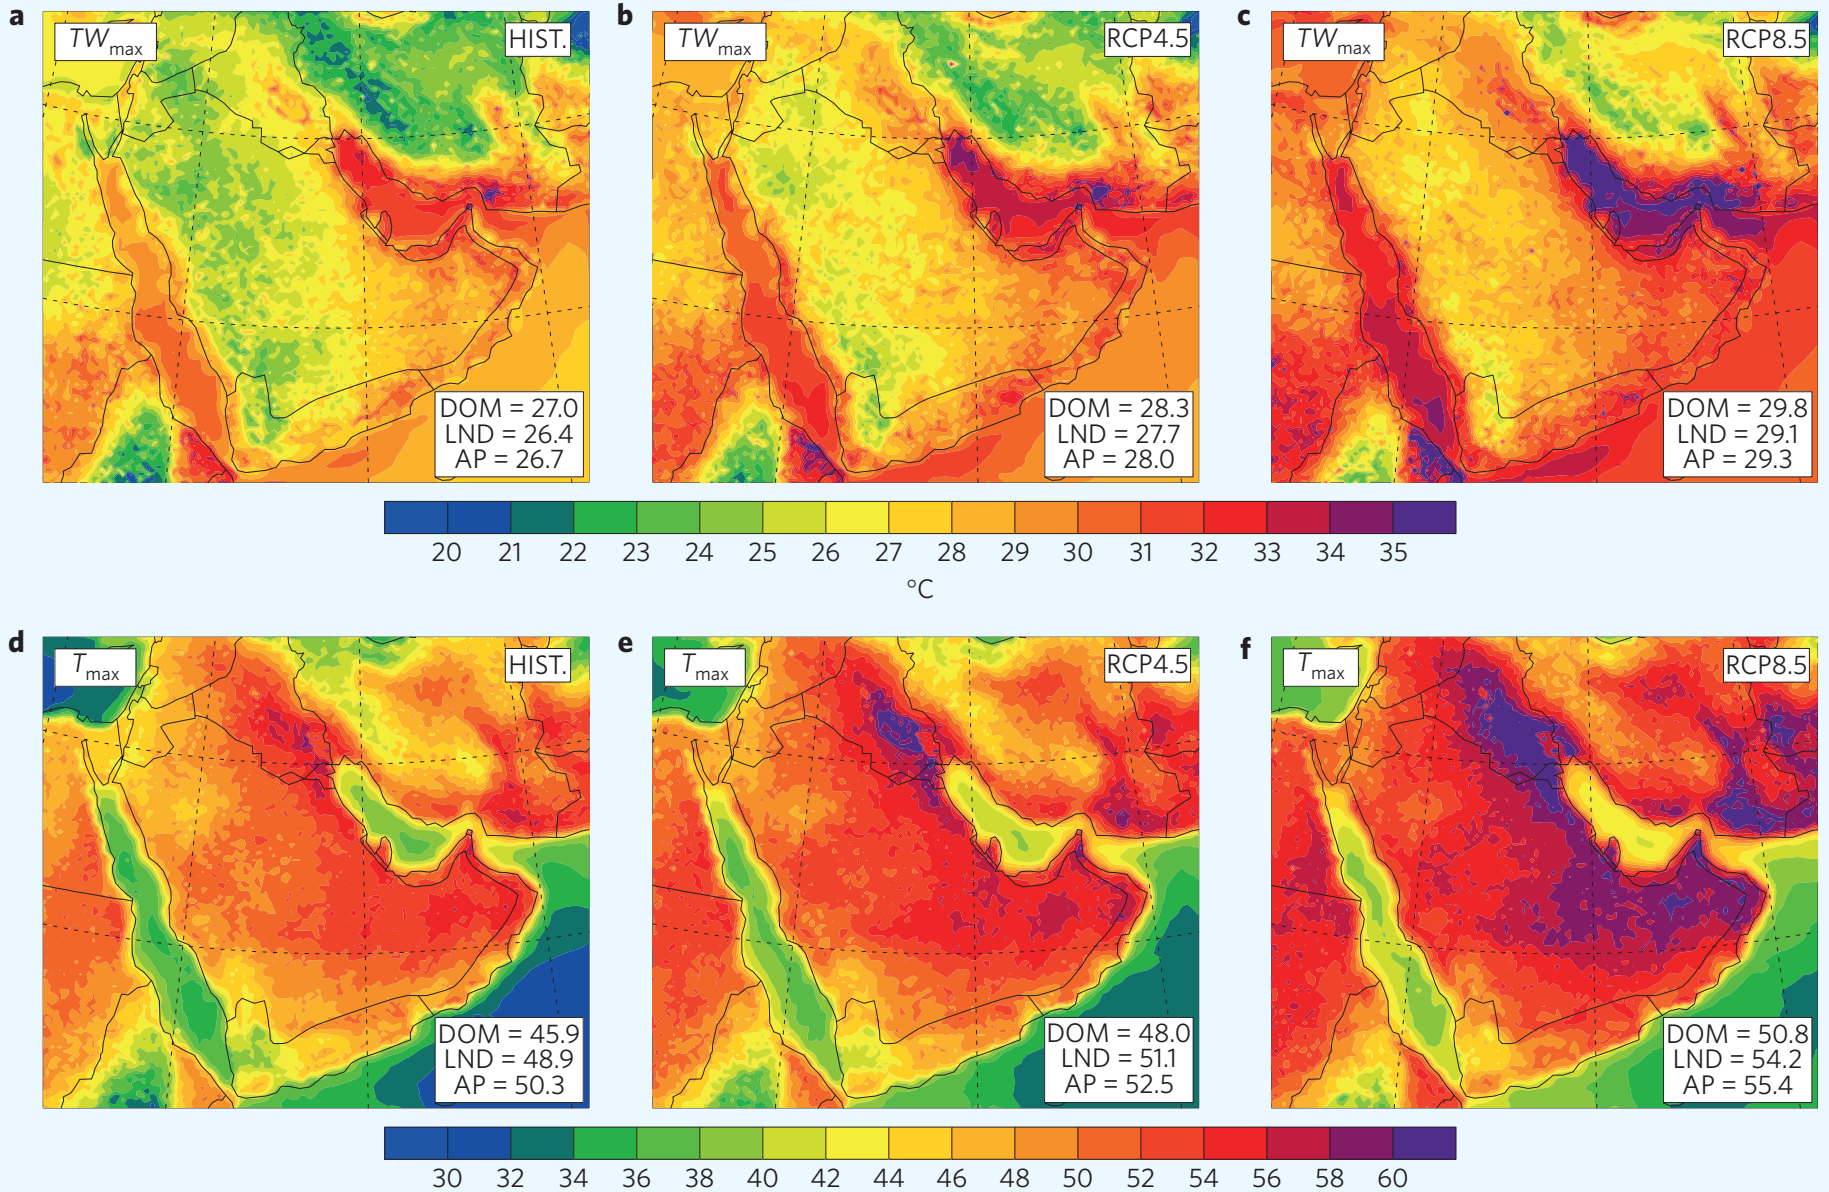 a
TWmax
HIST.
DOM = 27.0
LND = 26.4
AP = 26.7
b
RCP4.5
DOM = 28.3
LND = 27.7
AP = 28.0
c
TWmax
RCP8.5
DOM = 29.8
LND = 29.1
AP = 29.3
20 21 22 23 24 25 26 27 28 29 30 31 32 33 34 35
°C
d
Tmax
HIST.
DOM = 45.9
LND = 48.9
AP = 50.3
e
Tmax
RCP4.5
DOM = 48.0
LND = 51.1
AP = 52.5
f
Tmax
RCP8.5
DOM = 50.8
LND = 54.2
AP = 55.4
30 32 34 36 38 40 42 44 46 48 50 52 54 56 58 60